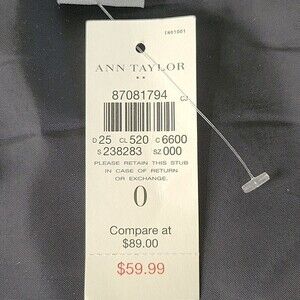 ANN TAYLOR
87081794
D 25 CL 520 C 6600
S 238283 SZ 000
PLEASE RETAIN THIS STUB
IN CASE OF RETURN
OR EXCHANGE.
0
Compare at
$89.00
$59.99